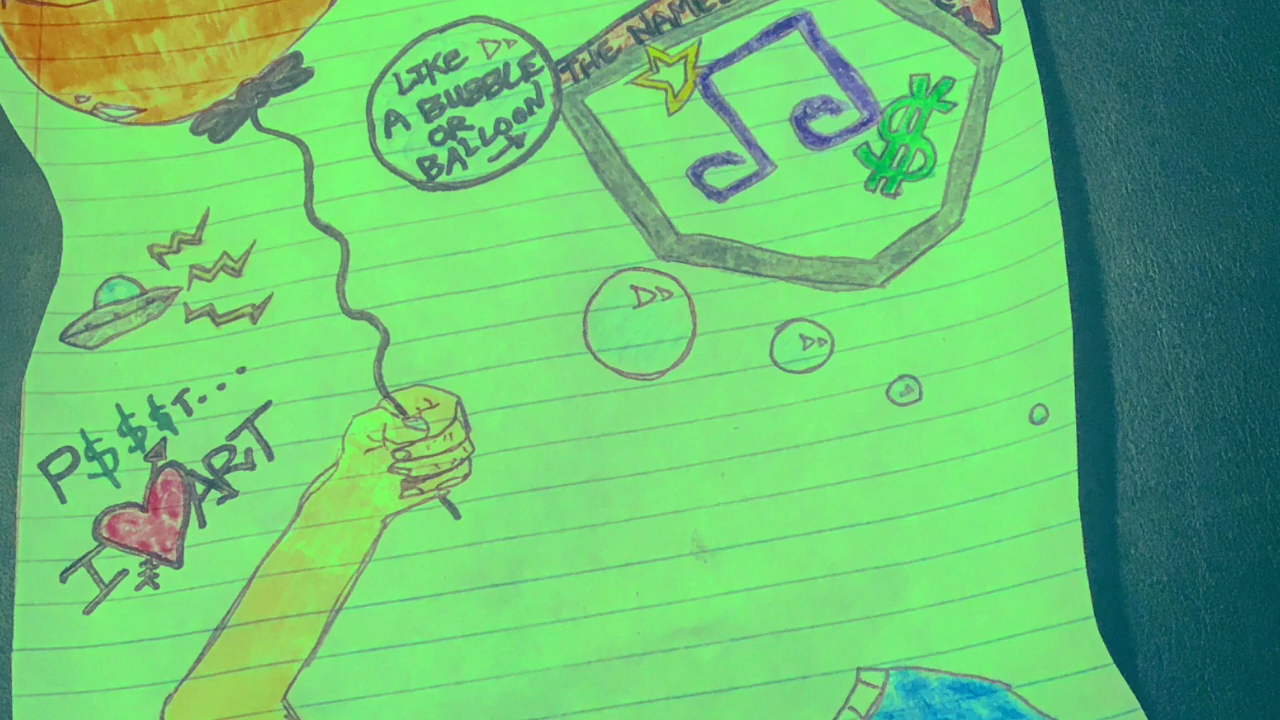 LIKE
A BUBBLE
OR
BALLOON
THE NAME
P$$$T...
I ART